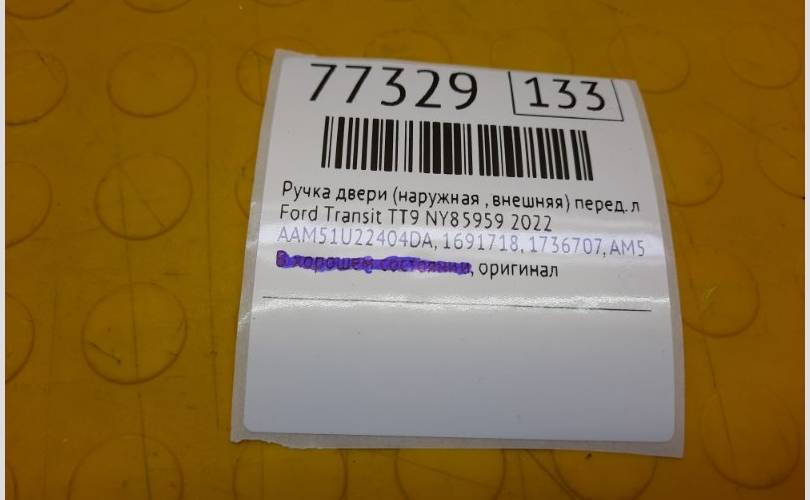 77329 133
Ручка двери (наружная , внешняя) перед. л
Ford Transit TT9 NY85959 2022
AAM51U22404DA, 1691718, 1736707, AM5
В хорошем состоянии, оригинал